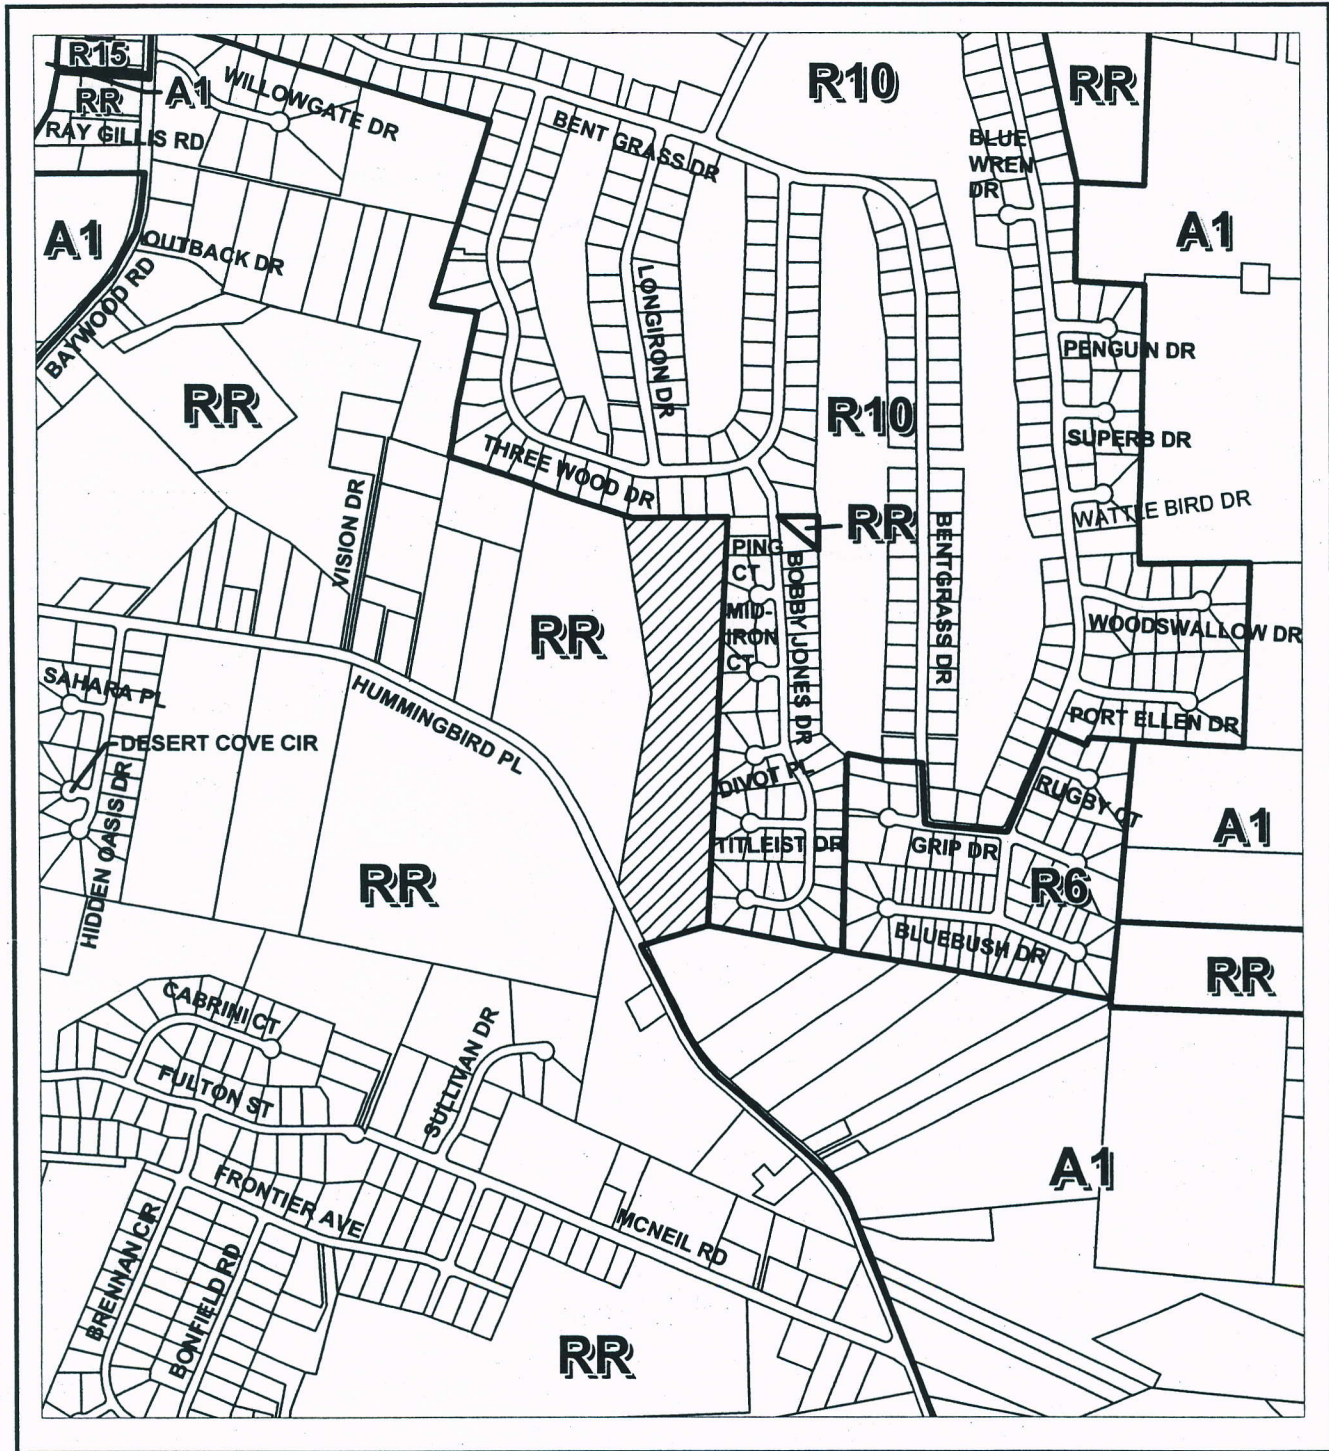 R15
RR
A1
RAY GILLIS RD
WILLOWGATE DR
BENT GRASS DR
R10
RR
BLUE
WREN
DR
A1
A1
OUTBACK DR
BAYWOOD RD
LONGIRON DR
PENGUIN DR
RR
R10
SUPERB DR
THREE WOOD DR
VISION DR
WATTLE BIRD DR
RR
PING
CT
BOBBY JONES DR
BENTGRASS DR
MID-
IRON
CT
RR
WOODSWALLOW DR
SAHARA PL
HUMMINGBIRD PL
PORT ELLEN DR
DESERT COVE CIR
HIDDEN OASIS DR
DIVOT PL
RUGBY CT
TITLEIST DR
GRIP DR
A1
RR
R6
BLUEBUSH DR
RR
CABRINI CT
SULLIVAN DR
FULTON ST
A1
FRONTIER AVE
MCNEIL RD
BRENNAN CIR
BONFIELD RD
RR